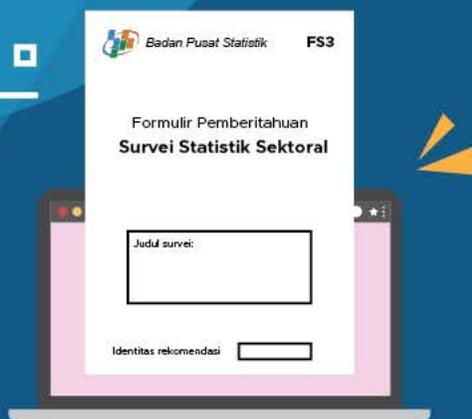 Badan Pusat Statistik FS3
Formulir Pemberitahuan
Survei Statistik Sektoral
Judul survei:
Identitas rekomendasi